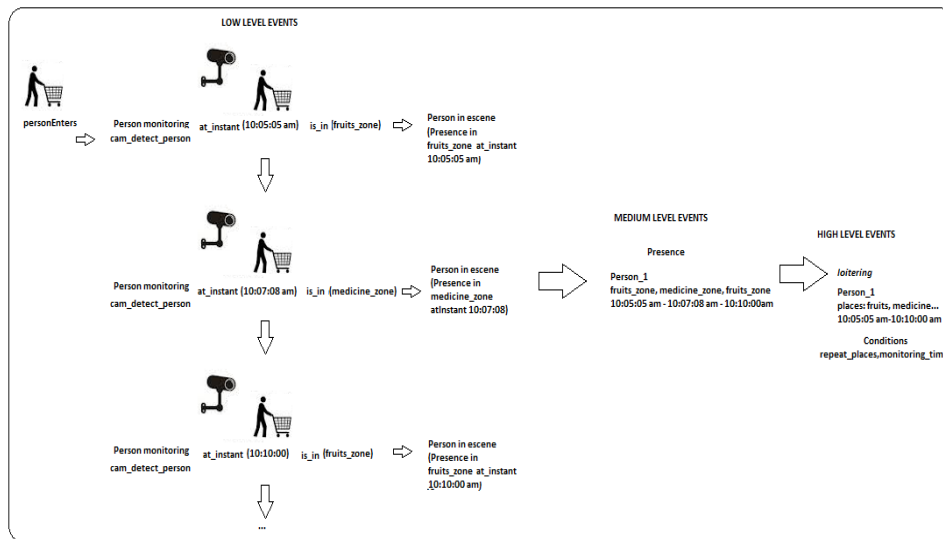 LOW LEVEL EVENTS
personEnters
Person monitoring at_instant (10:05:05 am) is_in (fruits_zone)
cam_detect_person
Person in escene
(Presence in
fruits_zone at_instant
10:05:05 am)
Person monitoring at_instant (10:07:08 am) is_in (medicine_zone)
cam_detect_person
Person in escene
(Presence in
medicine_zone
atInstant 10:07:08)
MEDIUM LEVEL EVENTS
Presence
Person_1
fruits_zone, medicine_zone, fruits_zone
10:05:05 am - 10:07:08 am - 10:10:00am
HIGH LEVEL EVENTS
loitering
Person_1
places: fruits, medicine...
10:05:05 am-10:10:00 am
Conditions
repeat_places,monitoring_tim
Person monitoring at_instant (10:10:00) is_in (fruits_zone)
cam_detect_person
Person in escene
(Presence in
fruits_zone at_instant
10:10:00 am)
...